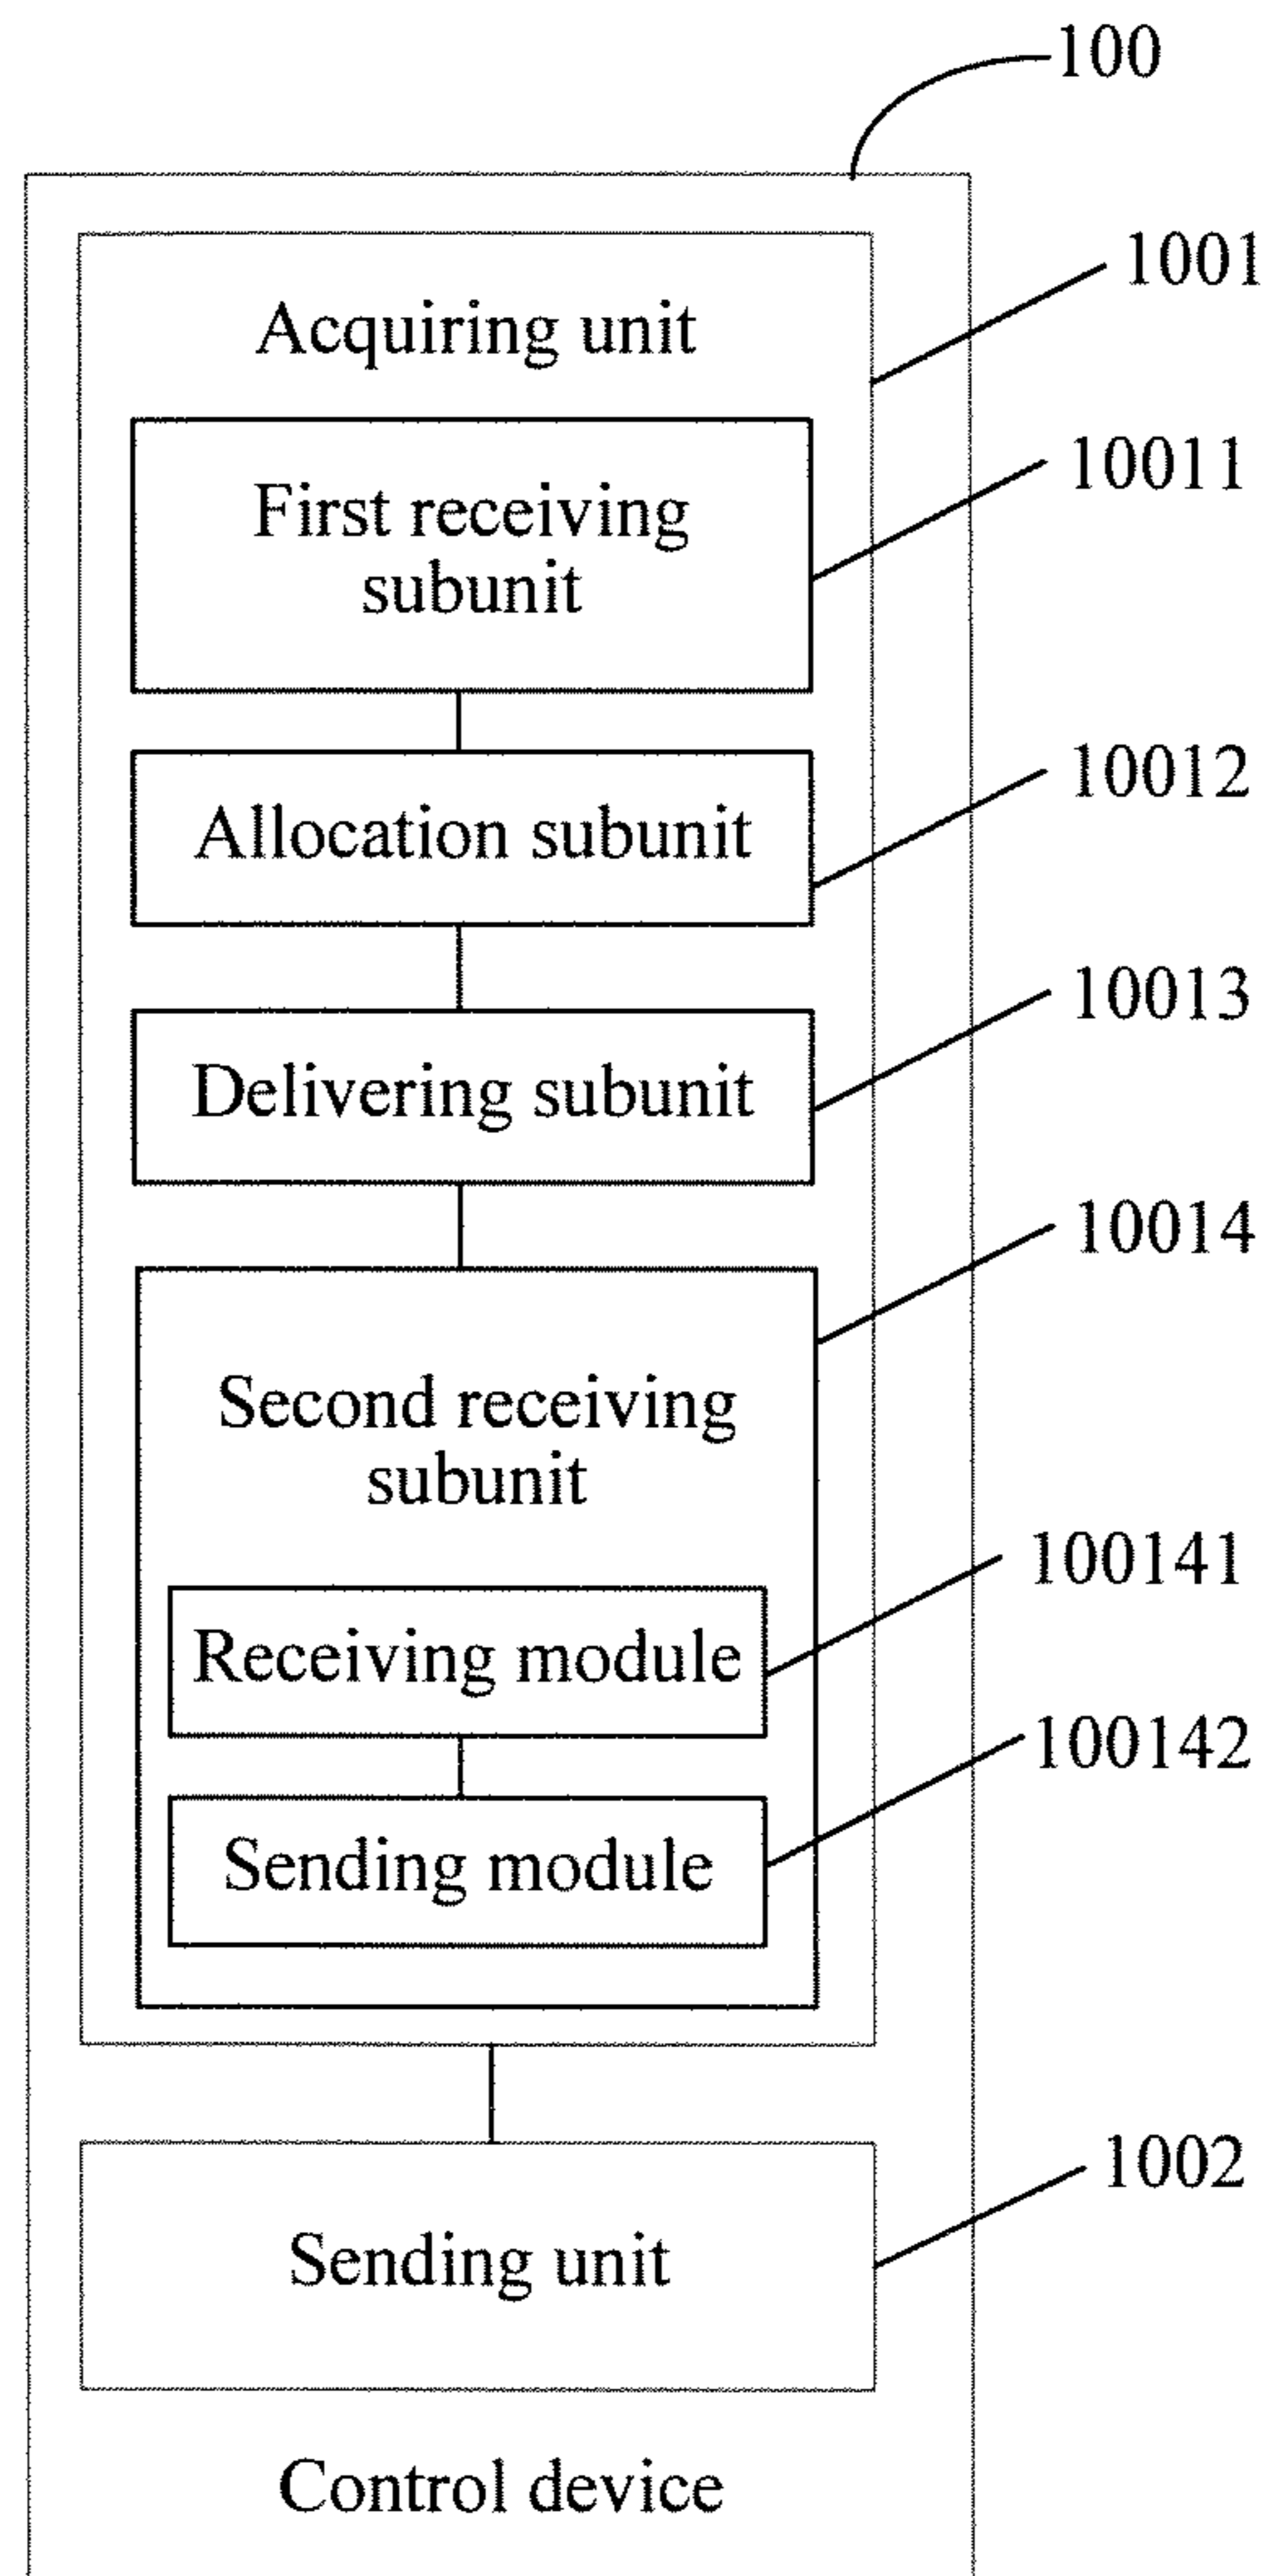 100
1001
Acquiring unit
10011
First receiving
subunit
10012
Allocation subunit
10013
Delivering subunit
10014
Second receiving
subunit
100141
Receiving module
100142
Sending module
1002
Sending unit
Control device